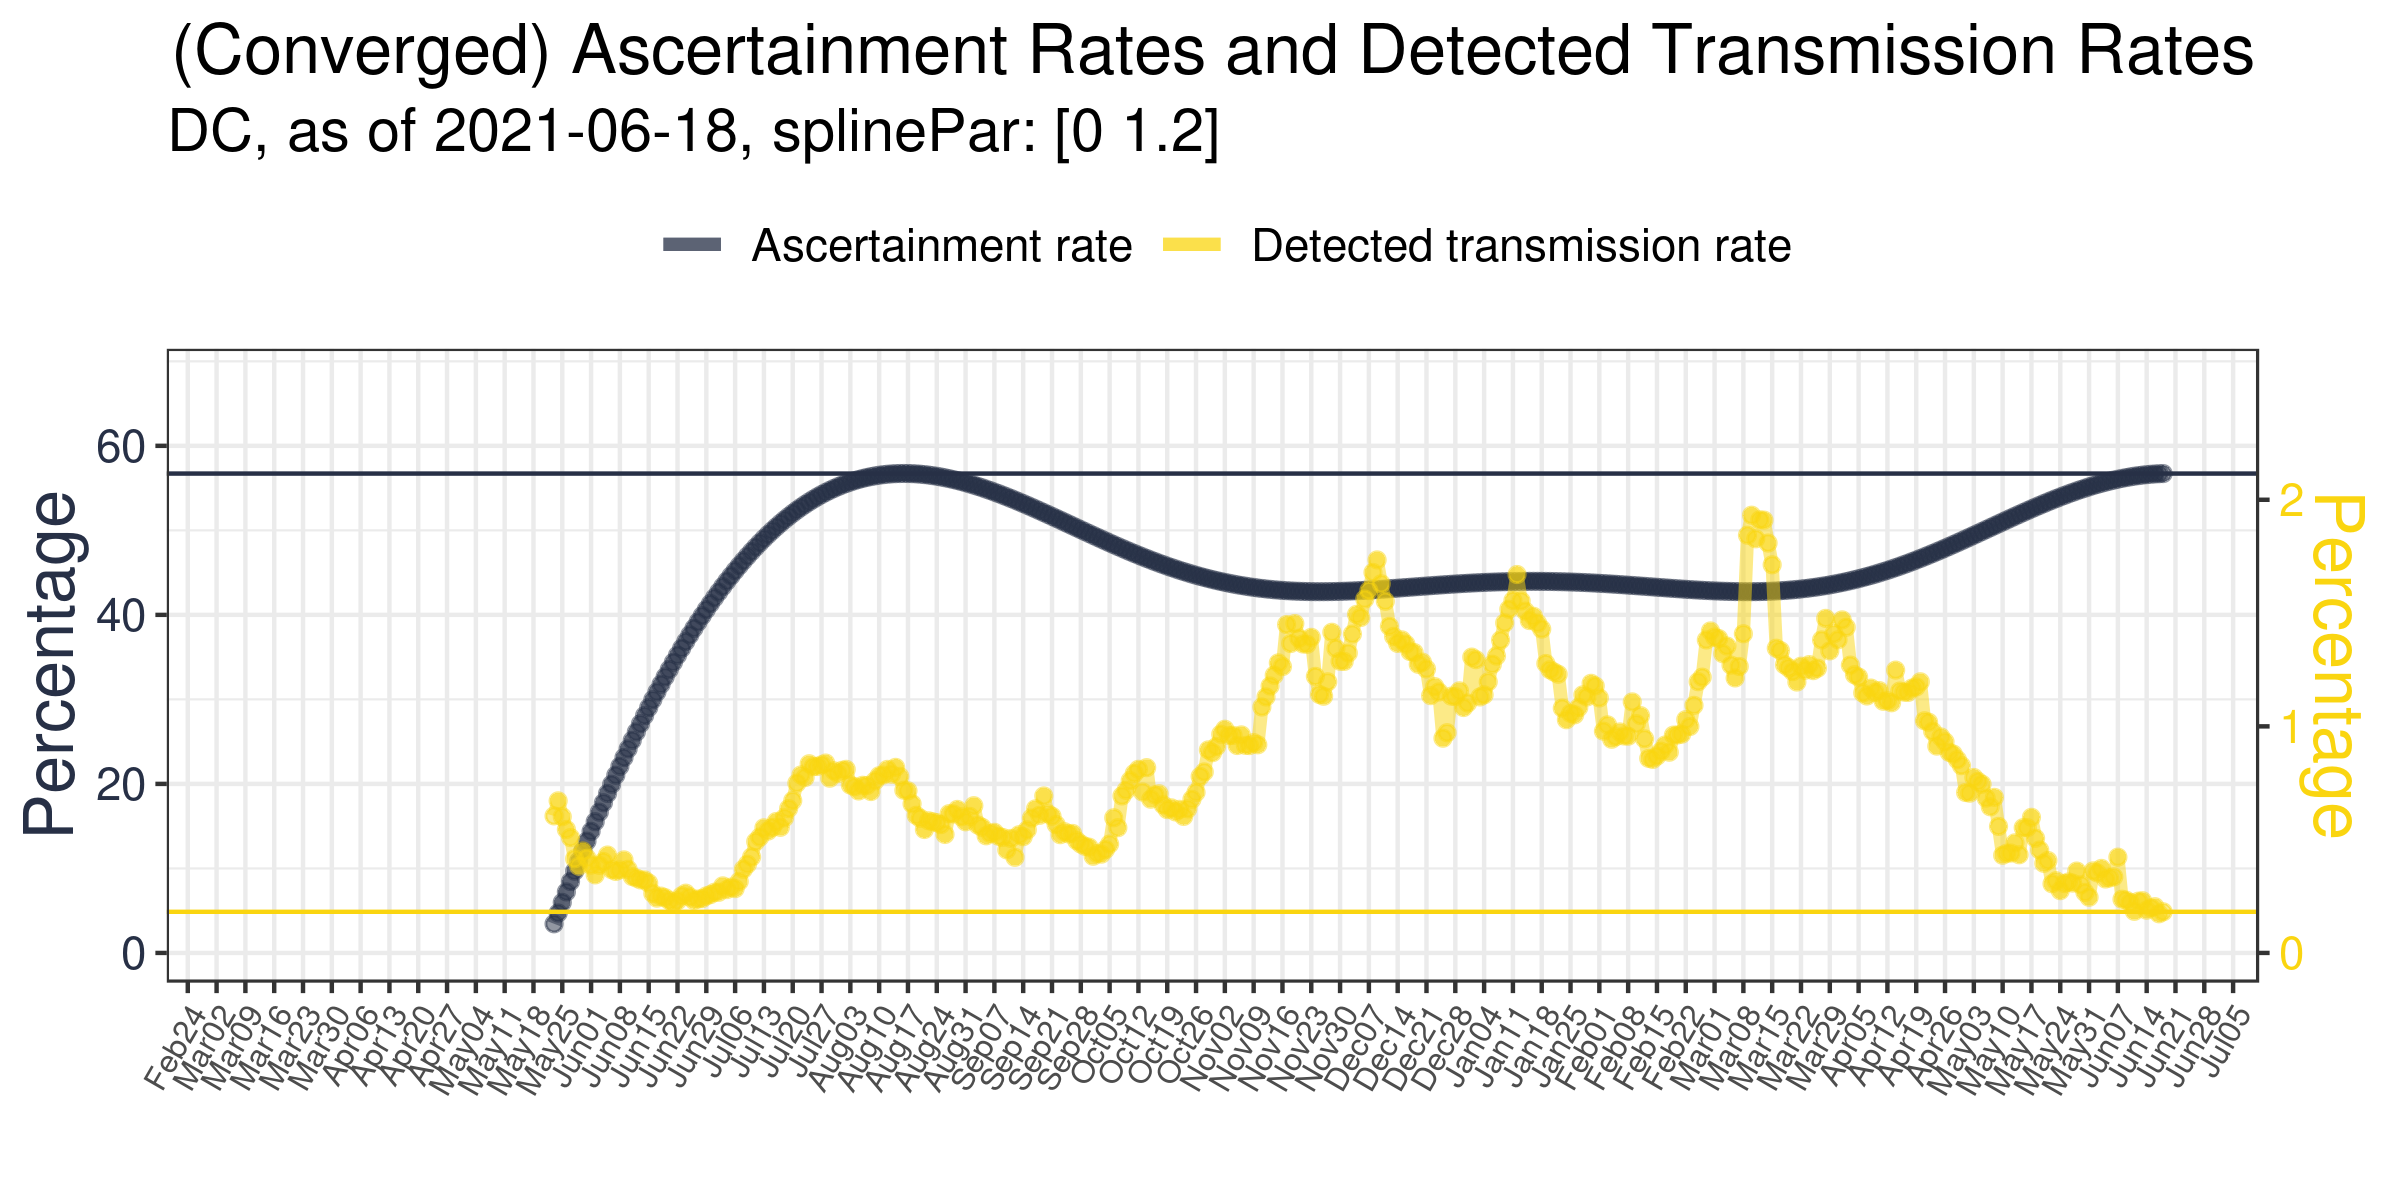 (Converged) Ascertainment Rates and Detected Transmission Rates
DC, as of 2021-06-18, splinePar: [0 1.2]
Ascertainment rate
Detected transmission rate
Percentage
60
40
20
0
2
1
0
Percentage
Feb24
Mar02
Mar09
Mar16
Mar23
Mar30
Apr06
Apr13
Apr20
Apr27
May04
May11
May18
May25
Jun01
Jun08
Jun15
Jun22
Jun29
Jul06
Jul13
Jul20
Jul27
Aug03
Aug10
Aug17
Aug24
Aug31
Sep07
Sep14
Sep21
Sep28
Oct05
Oct12
Oct19
Oct26
Nov02
Nov09
Nov16
Nov23
Nov30
Dec07
Dec14
Dec21
Dec28
Jan04
Jan11
Jan18
Jan25
Feb01
Feb08
Feb15
Feb22
Mar01
Mar08
Mar15
Mar22
Mar29
Apr05
Apr12
Apr19
Apr26
May03
May10
May17
May24
May31
Jun07
Jun14
Jun21
Jun28
Jul05